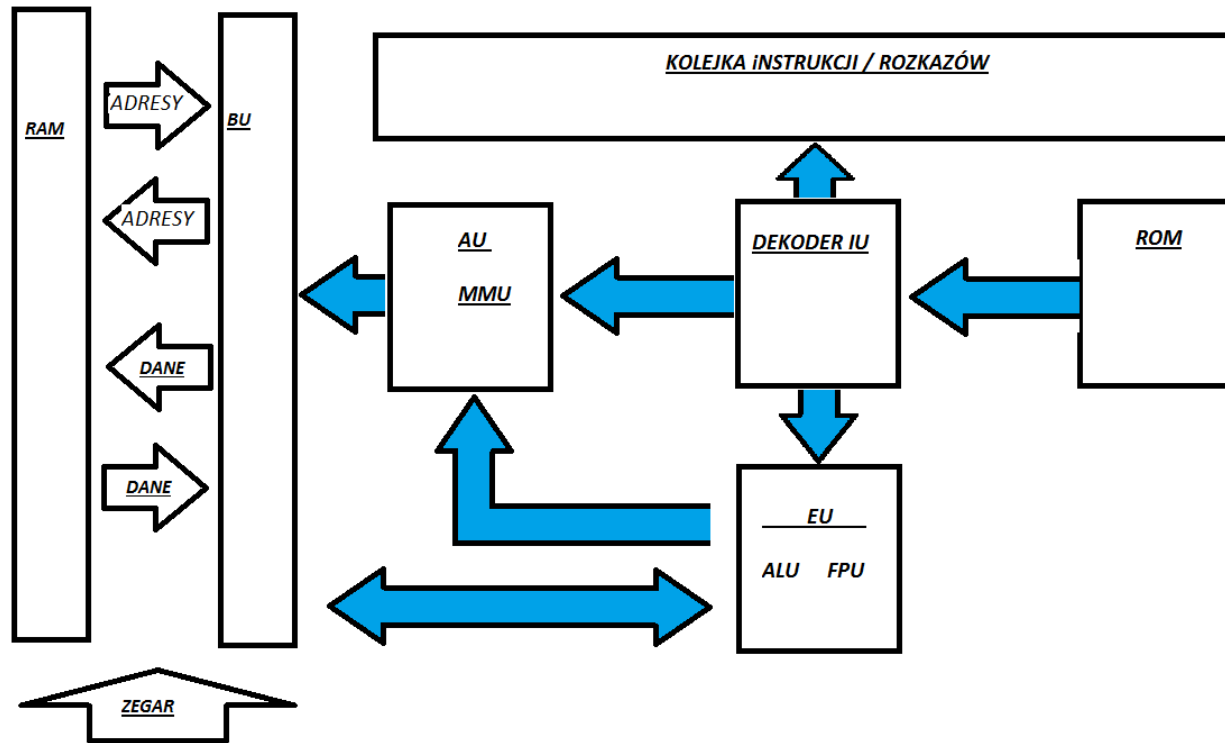 KOLEJKA iNSTRUKCJI / ROZKAZÓW
RAM
ADRESY
BU
ADRESY
AU
MMU
DEKODER IU
ROM
DANE
DANE
EU
ALU FPU
ZEGAR